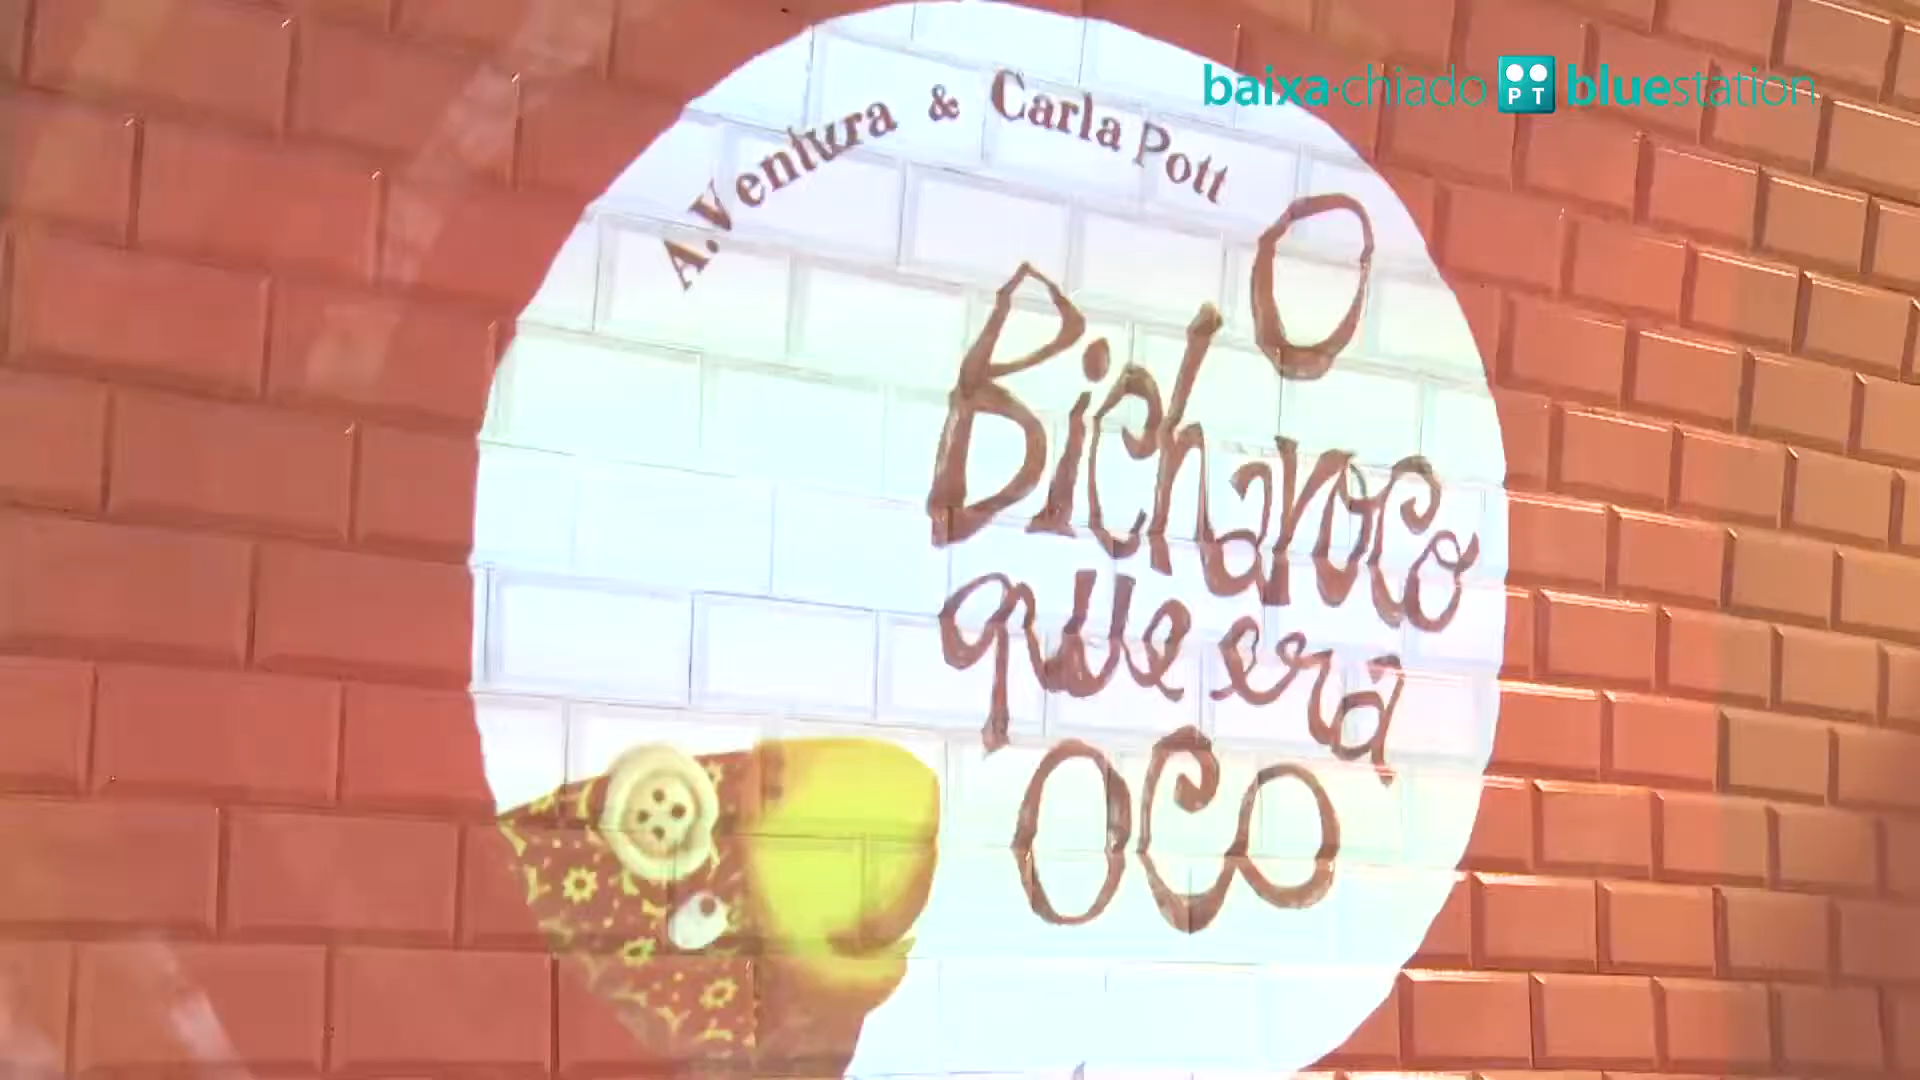 baixa·chiado PT bluestation
A.Ventura & Carla Pott
O
Bicharoco
que era
oco